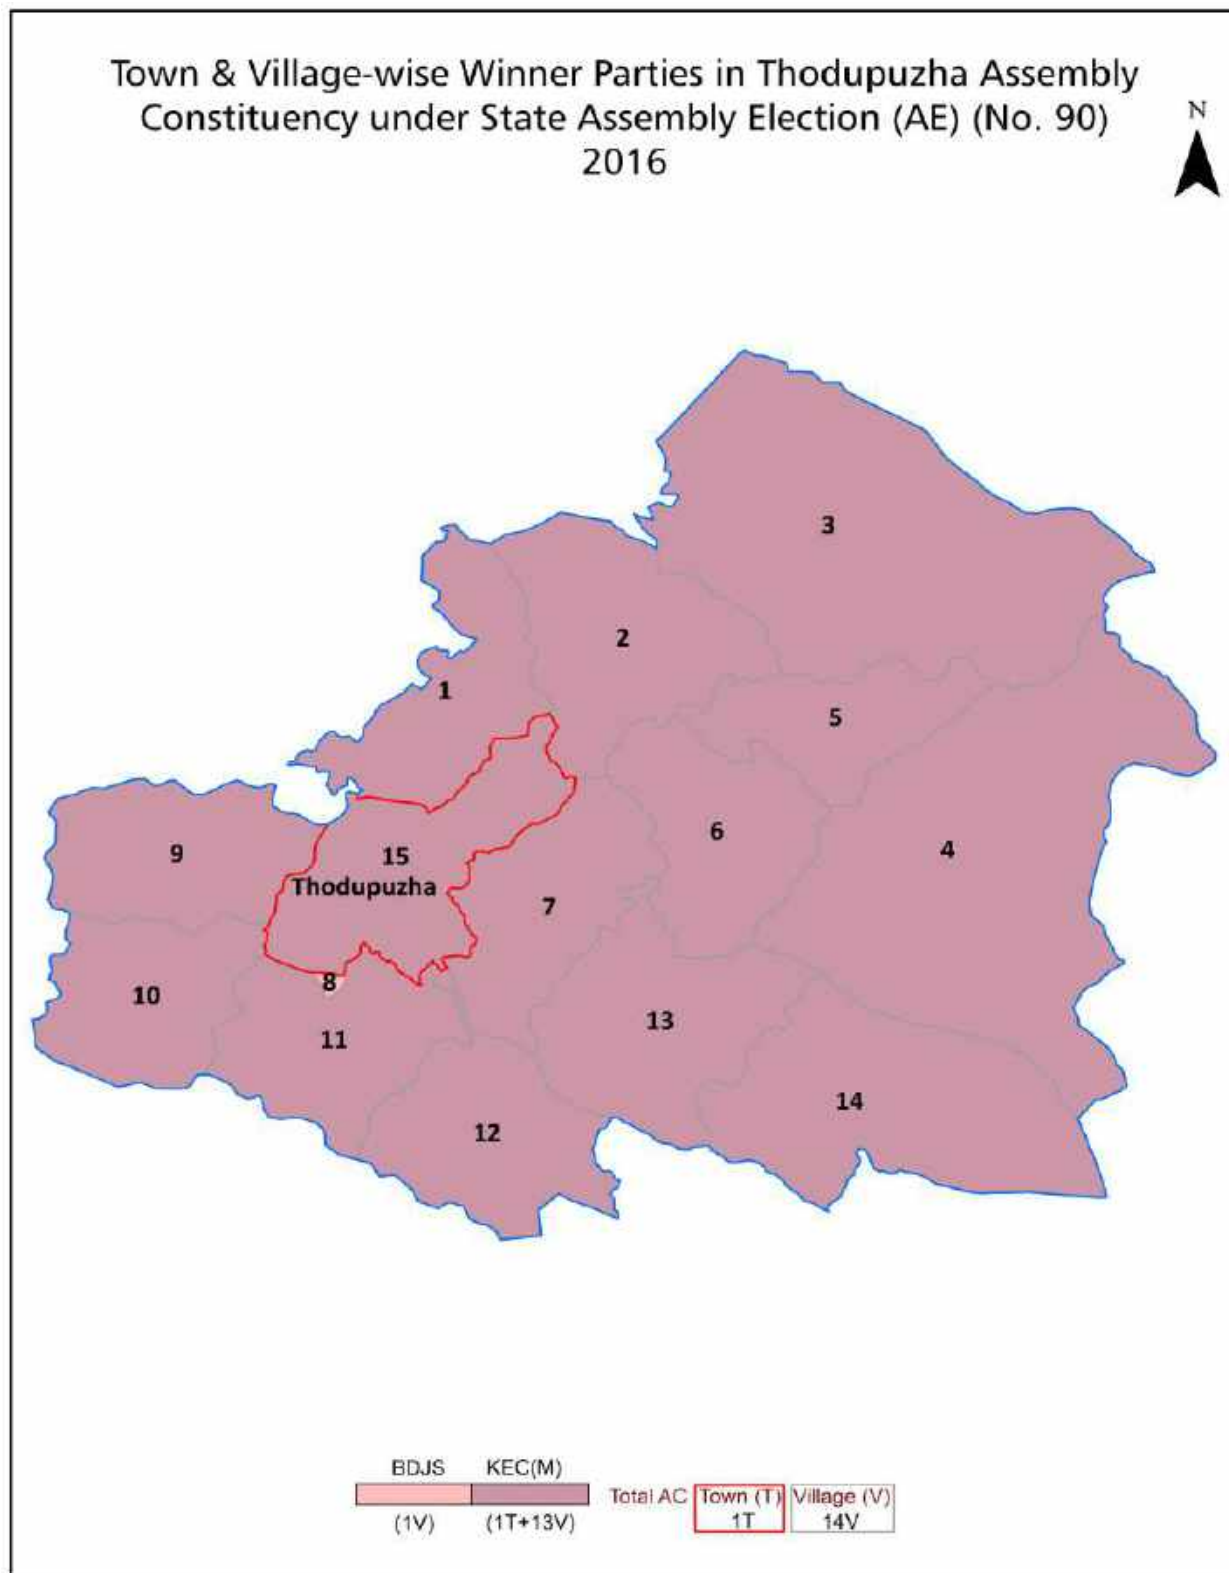 Town & Village-wise Winner Parties in Thodupuzha Assembly
Constituency under State Assembly Election (AE) (No. 90)
2016
N
3
2
1
5
6
4
9
15
Thodupuzha
7
8
10
11
13
14
12
BDJS KEC(M)
Total AC Town (T) Village (V)
(1V) (1T+13V) 1T 14V